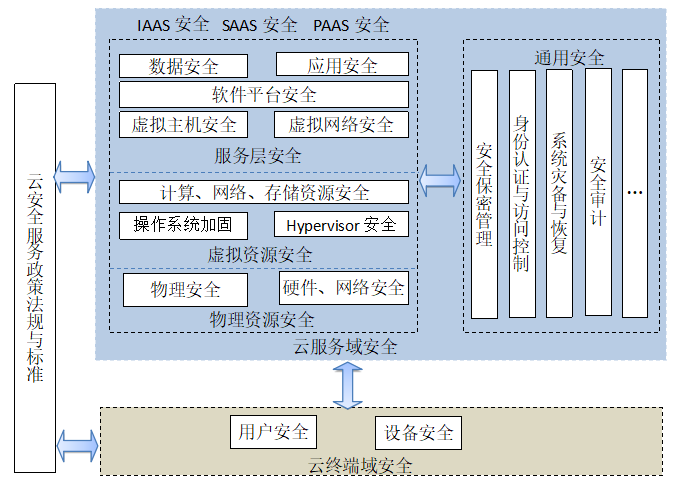 IAAS 安全 SAAS 安全 PAAS 安全
数据安全 应用安全
软件平台安全
虚拟主机安全 虚拟网络安全
服务层安全
计算、网络、存储资源安全
操作系统加固 Hypervisor 安全
虚拟资源安全
物理安全 硬件、网络安全
物理资源安全
通用安全
安全保密管理
身份认证与访问控制
系统灾备与恢复
安全审计
...
云服务域安全
云安全服务政策法规与标准
用户安全 设备安全
云终端域安全